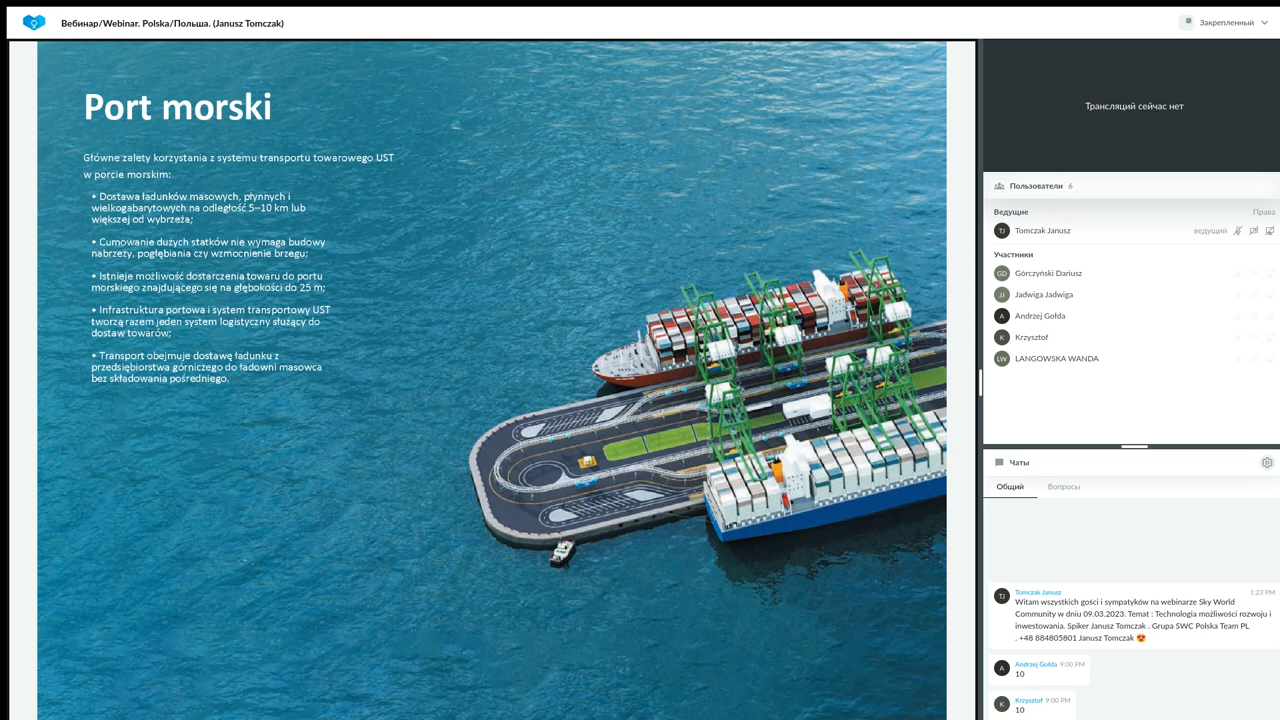 Вебинар/Webinar. Polska/Польша. (Janusz Tomczak)
Закрепленный
Port morski
Główne zalety korzystania z systemu transportu towarowego UST
w porcie morskim:
• Dostawa ładunków masowych, płynnych i
wielkogabarytowych na odległość 5–10 km lub
większej od wybrzeża;
• Cumowanie dużych statków nie wymaga budowy
nabrzeży, pogłębiania czy wzmocnienie brzegu;
• Istnieje możliwość dostarczenia towaru do portu
morskiego znajdującego się na głębokości do 25 m;
• Infrastruktura portowa i system transportowy UST
tworzą razem jeden system logistyczny służący do
dostaw towarów;
• Transport obejmuje dostawę ładunku z
przedsiębiorstwa górniczego do ładowni masowca
bez składowania pośredniego.
Трансляций сейчас нет
Пользователи 6
Ведущие Права
TJ Tomczak Janusz ведущий
Участники
GD Górczyński Dariusz
JJ Jadwiga Jadwiga
A Andrzej Gołda
K Krzysztof
LW LANGOWSKA WANDA
Чаты
Общий Вопросы
TJ Tomczak Janusz 1:23 PM
Witam wszystkich gości i sympatyków na webinarze Sky World
Community w dniu 09.03.2023. Temat : Technologia możliwości rozwoju i
inwestowania. Spiker Janusz Tomczak . Grupa SWC Polska Team PL
. +48 884805801 Janusz Tomczak 😍
A Andrzej Gołda 9:00 PM
10
K Krzysztof 9:00 PM
10